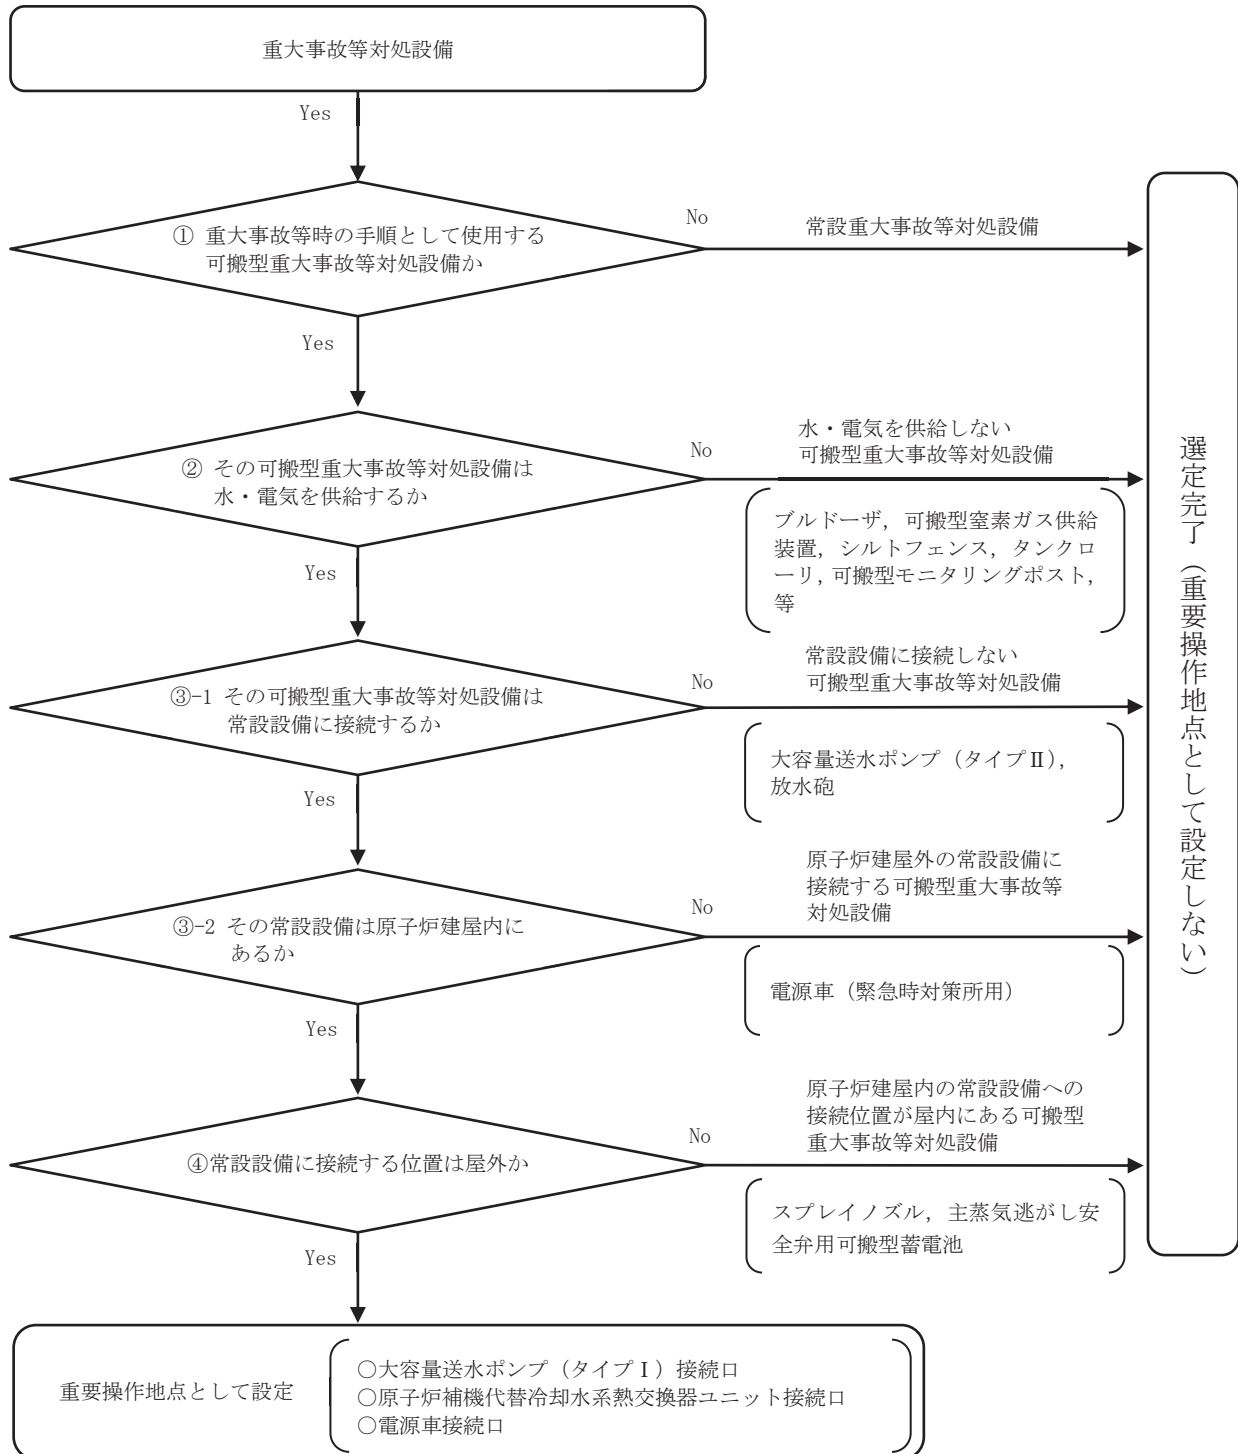 重大事故等対処設備
Yes
① 重大事故等時の手順として使用する
可搬型重大事故等対処設備か
No
常設重大事故等対処設備
Yes
② その可搬型重大事故等対処設備は
水・電気を供給するか
No
水・電気を供給しない
可搬型重大事故等対処設備
ブルドーザ，可搬型窒素ガス供給
装置，シルトフェンス，タンクロ
ーリ，可搬型モニタリングポスト，
等
Yes
③-1 その可搬型重大事故等対処設備は
常設設備に接続するか
No
常設設備に接続しない
可搬型重大事故等対処設備
大容量送水ポンプ（タイプⅡ），
放水砲
Yes
③-2 その常設設備は原子炉建屋内に
あるか
No
原子炉建屋外の常設設備に
接続する可搬型重大事故等
対処設備
電源車（緊急時対策所用）
Yes
④常設設備に接続する位置は屋外か
No
原子炉建屋内の常設設備への
接続位置が屋内にある可搬型
重大事故等対処設備
スプレイノズル，主蒸気逃がし安
全弁用可搬型蓄電池
Yes
選定完了（重要操作地点として設定しない）
重要操作地点として設定
○大容量送水ポンプ（タイプⅠ）接続口
○原子炉補機代替冷却水系熱交換器ユニット接続口
○電源車接続口